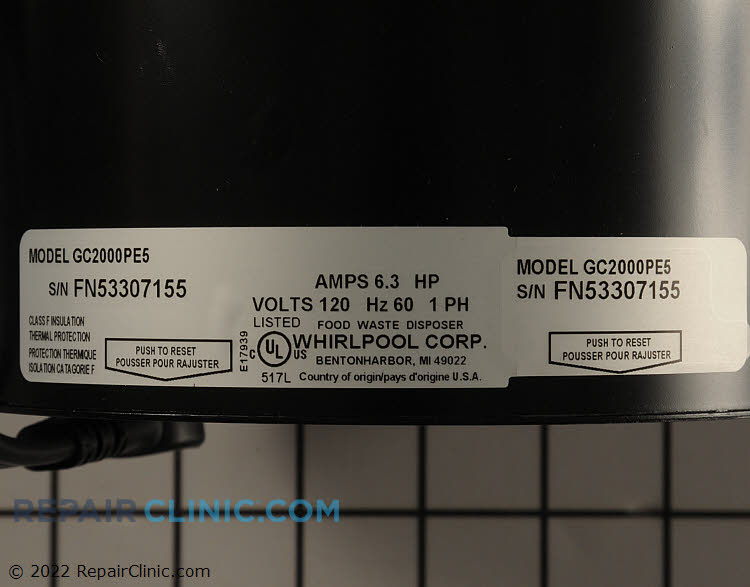 MODEL GC2000PE5
S/N FN53307155
CLASS F INSULATION
THERMAL PROTECTION
PROTECTION THERMIQUE
ISOLATION CATAGORIE F
PUSH TO RESET
POUSSER POUR RAJUSTER
E17939
AMPS 6.3 HP
VOLTS 120 Hz 60 1 PH
LISTED FOOD WASTE DISPOSER
C UL US WHIRLPOOL CORP.
BENTONHARBOR, MI 49022
517L Country of origin/pays d'origine U.S.A.
MODEL GC2000PE5
S/N FN53307155
PUSH TO RESET
POUSSER POUR RAJUSTER
REPAIRCLINIC.COM
© 2022 RepairClinic.com